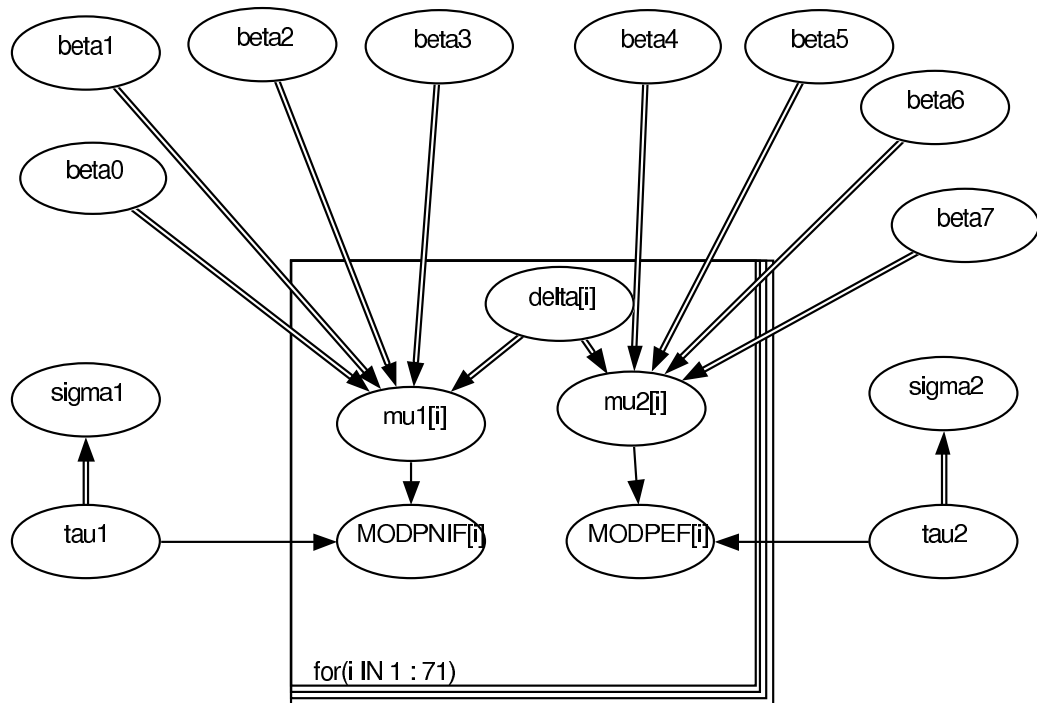 beta1
beta2
beta3
beta4
beta5
beta6
beta0
beta7
delta[i]
sigma1
mu1[i]
mu2[i]
sigma2
tau1
MODPNIF[i]
MODPEF[i]
tau2
for(i IN 1 : 71)